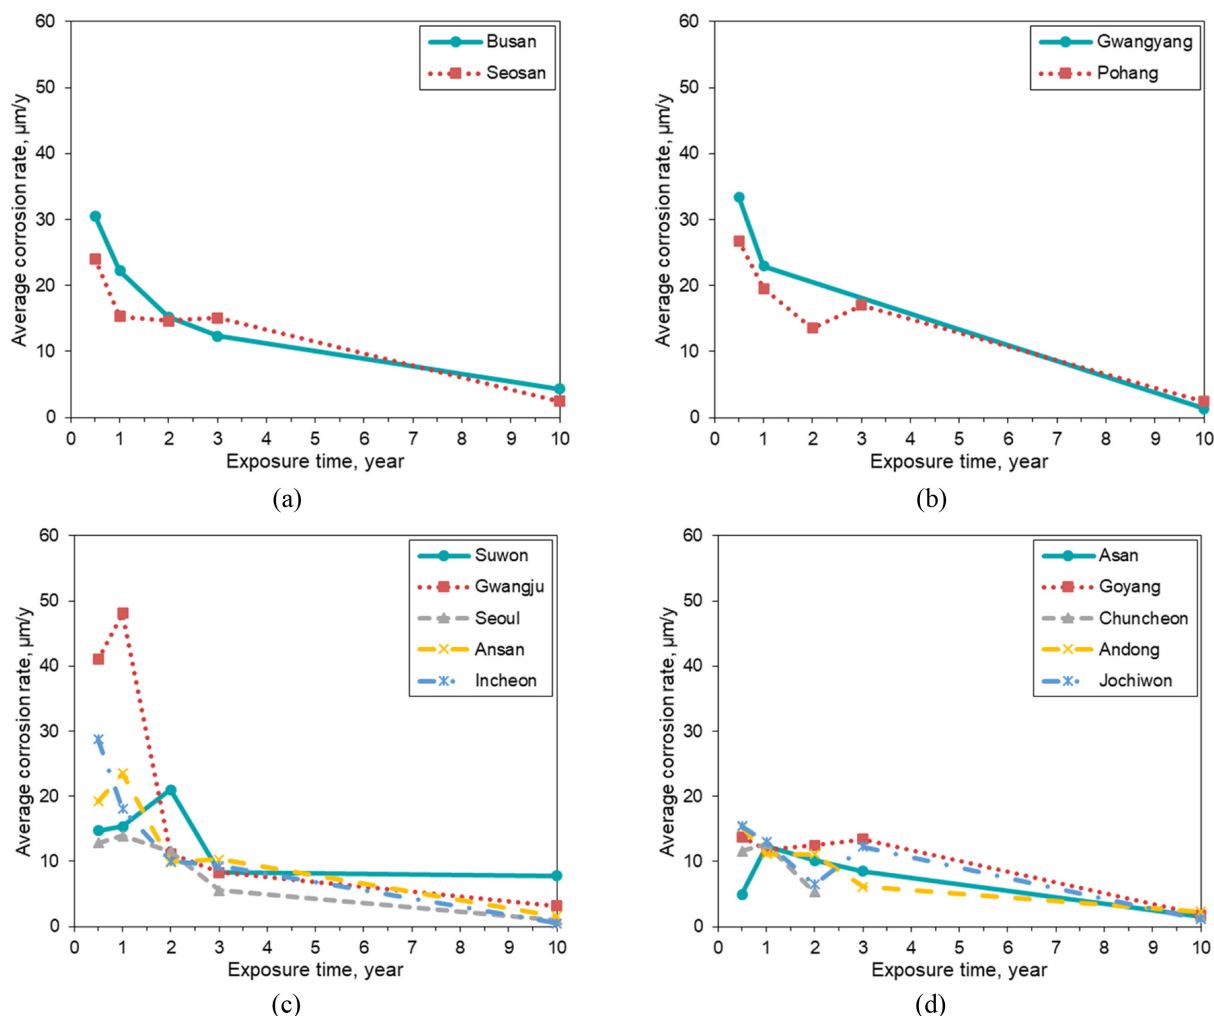 60
50
40
30
20
10
0
Average corrosion rate, μm/y
Busan
Seosan
0 1 2 3 4 5 6 7 8 9 10
Exposure time, year
(a)
60
50
40
30
20
10
0
Average corrosion rate, μm/y
Gwangyang
Pohang
0 1 2 3 4 5 6 7 8 9 10
Exposure time, year
(b)
60
50
40
30
20
10
0
Average corrosion rate, μm/y
Suwon
Gwangju
Seoul
Ansan
Incheon
0 1 2 3 4 5 6 7 8 9 10
Exposure time, year
(c)
60
50
40
30
20
10
0
Average corrosion rate, μm/y
Asan
Goyang
Chuncheon
Andong
Jochiwon
0 1 2 3 4 5 6 7 8 9 10
Exposure time, year
(d)